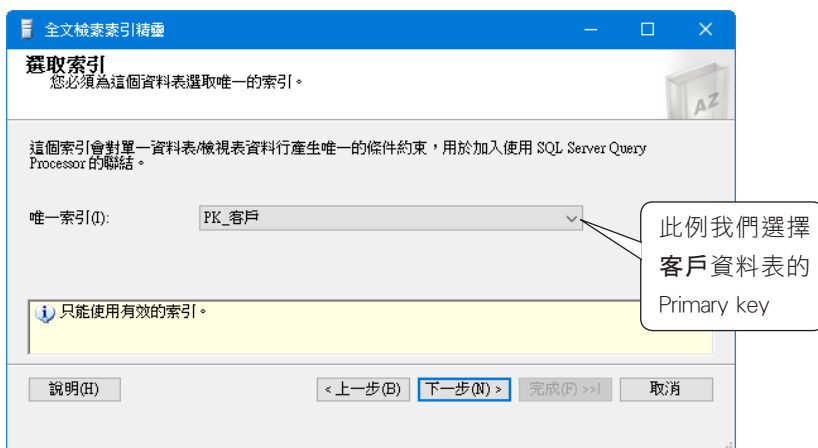 全文檢索索引精靈
選取索引
您必須為這個資料表選取唯一的索引。
AZ
這個索引會對單一資料表/檢視表資料行產生唯一的條件約束，用於加入使用 SQL Server Query
Processor 的聯結。
唯一索引(I):
PK_客戶
此例我們選擇
客戶資料表的
Primary key
只能使用有效的索引。
說明(H)
< 上一步(B)
下一步(N) >
完成(F) >>|
取消